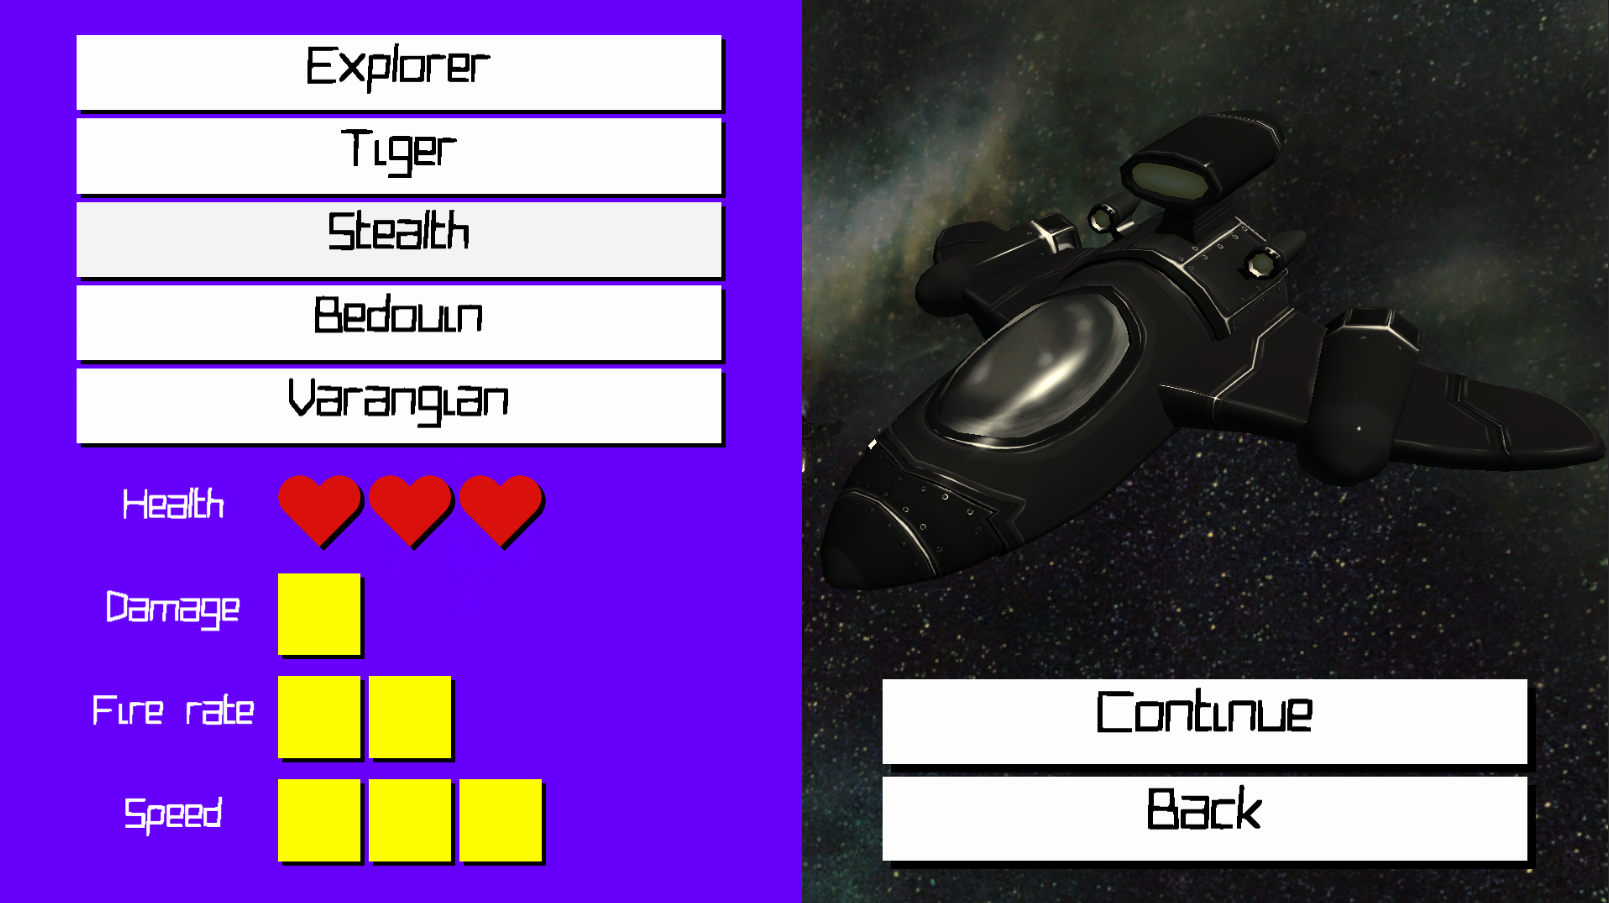 Explorer
Tiger
Stealth
Bedouin
Varangian
Health
Damage
Fire rate
Speed
Continue
Back